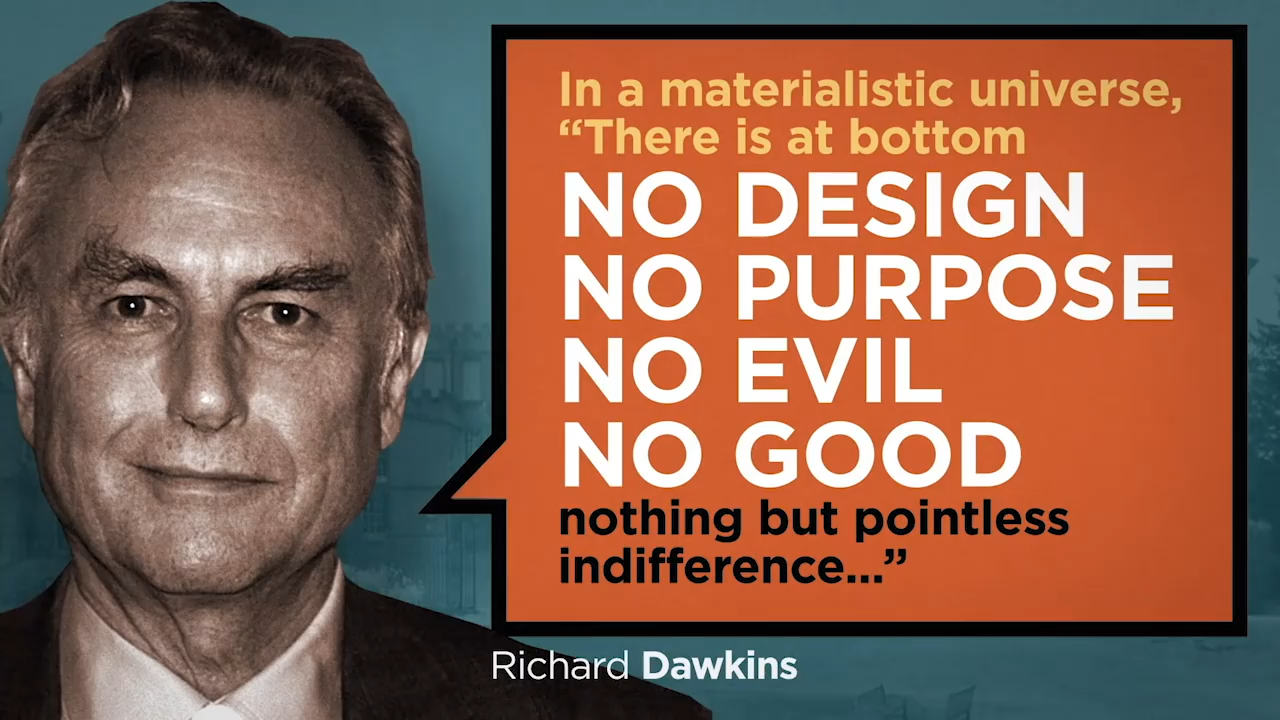 In a materialistic universe,
“There is at bottom
NO DESIGN
NO PURPOSE
NO EVIL
NO GOOD
nothing but pointless
indifference...”
Richard Dawkins